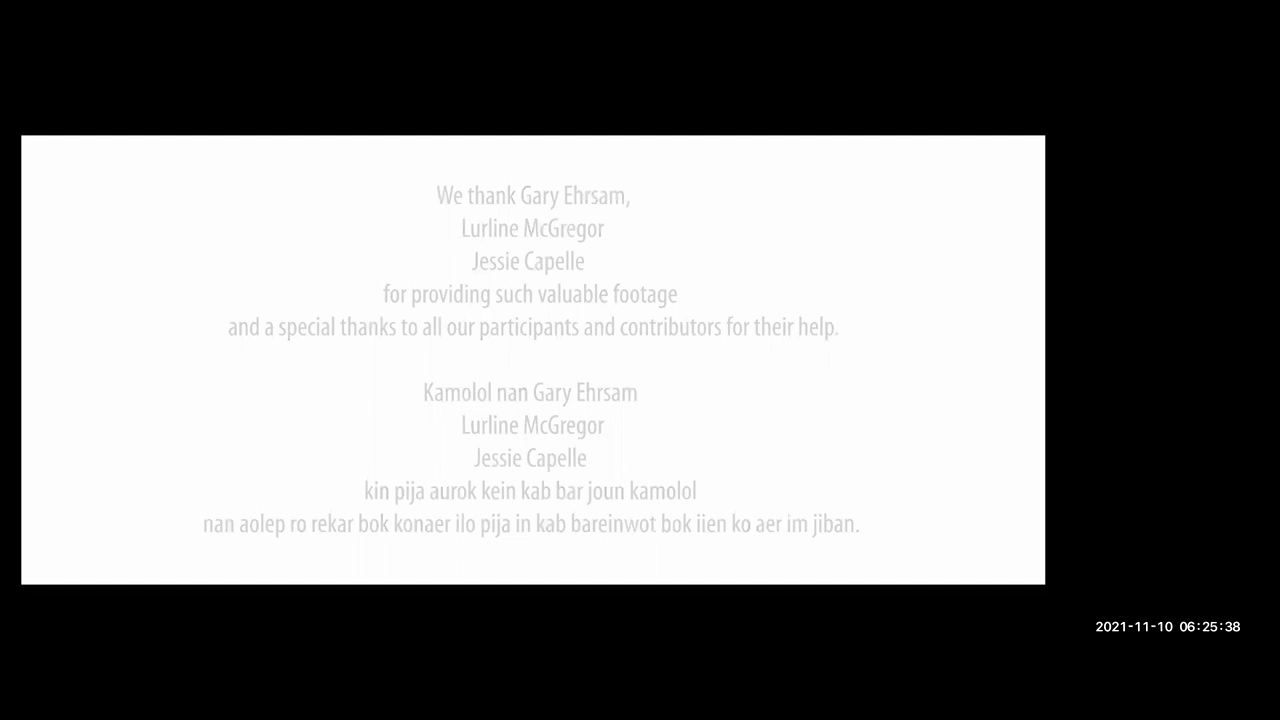 We thank Gary Ehrsam,
Lurline McGregor
Jessie Capelle
for providing such valuable footage
and a special thanks to all our participants and contributors for their help.
Kamolol nan Gary Ehrsam
Lurline McGregor
Jessie Capelle
kin pija aurok kein kab bar joun kamolol
nan aolep ro rekar bok konaer ilo pija in kab bareinwot bok iien ko aer im jiban.
2021-11-10 06:25:38